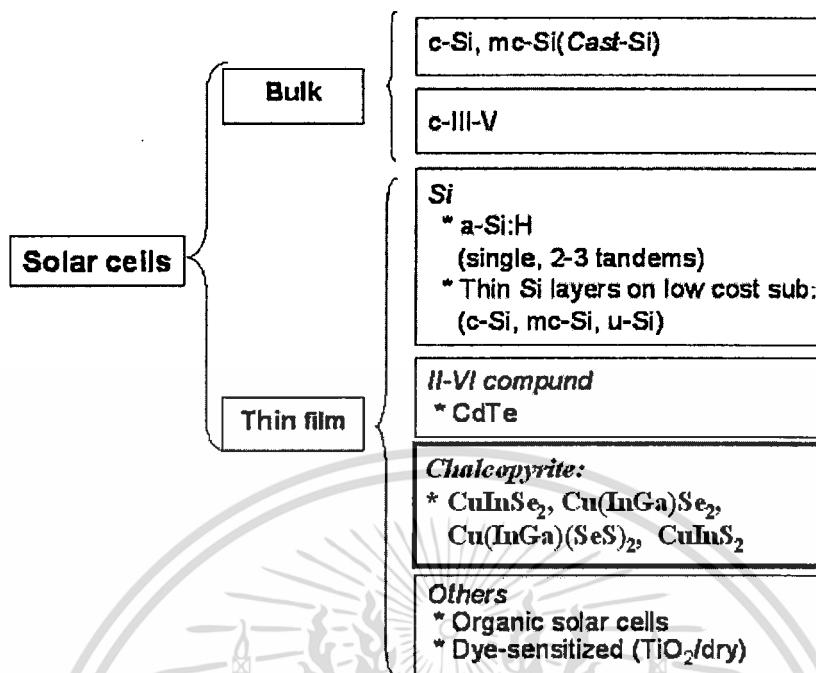 Solar cells
Bulk
c-Si, mc-Si(Cast-Si)
c-III-V
Thin film
Si
* a-Si:H
(single, 2-3 tandems)
* Thin Si layers on low cost sub:
(c-Si, mc-Si, u-Si)
II-VI compund
* CdTe
Chalcopyrite:
* CuInSe₂, Cu(InGa)Se₂,
Cu(InGa)(SeS)₂, CuInS₂
Others
* Organic solar cells
* Dye-sensitized (TiO₂/dry)